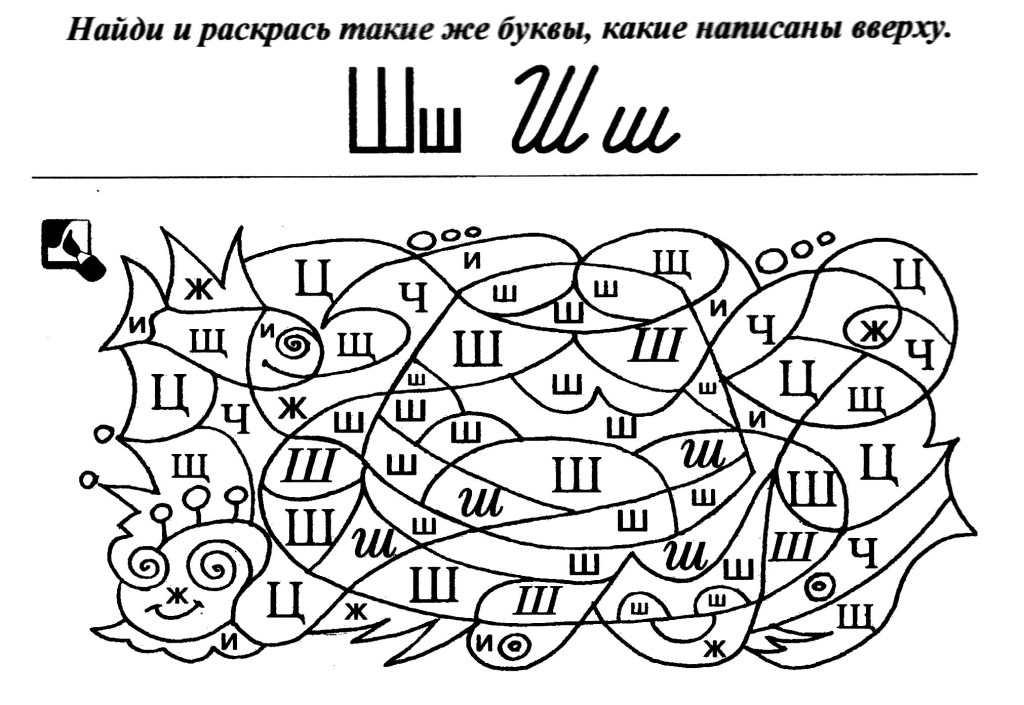 Найди и раскрась такие же буквы, какие написаны вверху.
Шш Шш
и Щ
Ж Ц Ц
Ч ш ш
и и Щ и Щ ш и Ч Ж
Ш Ш Ч
Ц Ч Ж ш Ш ш Ц Щ
ш ш ш и
Щ Ш ш Ш ш Ц
ш ш Ш
Ш ш ш ш
ш ш ш Ш Ч
Ж Ц Ж Ш Ш ш ш Щ
и и Ж